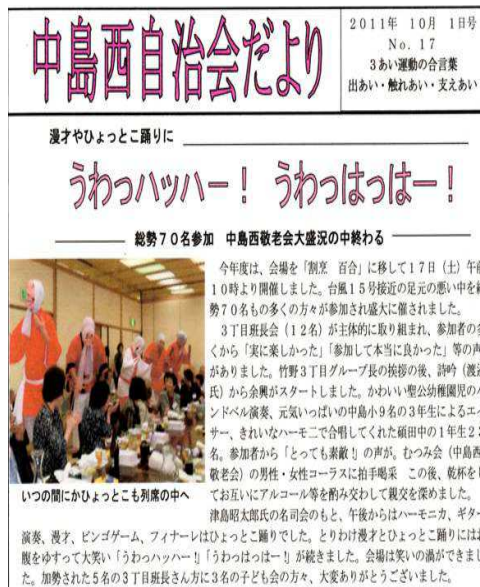 中島西自治会だより
2011年 10月 1日号
No. 17
3あい運動の合言葉
出あい・触れあい・支えあい
漫才やひょっとこ踊りに
うわっハッハー! うわっはっはー!
総勢70名参加 中島西敬老会大盛況の中終わる
今年度は、会場を「割烹 百合」に移して17日(土)午前
10時より開催しました。台風15号接近の足元の悪い中を総
勢70名もの多くの方々が参加され盛大に催されました。
3丁目班長会(12名)が主体的に取り組まれ、参加者の多
くから「実に楽しかった」「参加して本当に良かった」等の声
がありました。竹野3丁目グループ長の挨拶の後、詩吟(渡辺
氏)から余興がスタートしました。かわいい聖公幼稚園児のハ
ンドベル演奏、元気いっぱいの中島小9名の3年生によるエイ
サー、きれいなハーモニで合唱してくれた碩田中の1年生2
名。参加者から「とっても素敵!」の声が。むつみ会(中島西
敬老会)の男性・女性コーラスに拍手喝采 この後、乾杯をし
てお互いにアルコール等を酌み交わして親交を深めました。
津島昭太郎氏の名司会のもと、午後からはハーモニカ、ギター
演奏、漫才、ビンゴゲーム、フィナーレはひょっとこ踊りでした。とりわけ漫才とひょっとこ踊りにはお
腹をゆすって大笑い「うわっハッハー!」「うわっはっはー!」が続きました。会場は笑いの渦ができまし
た。加勢された5名の3丁目班長さん方に3名の子ども会の方々、大変ありがとうございました。
いつの間にかひょっとこも列席の中へ